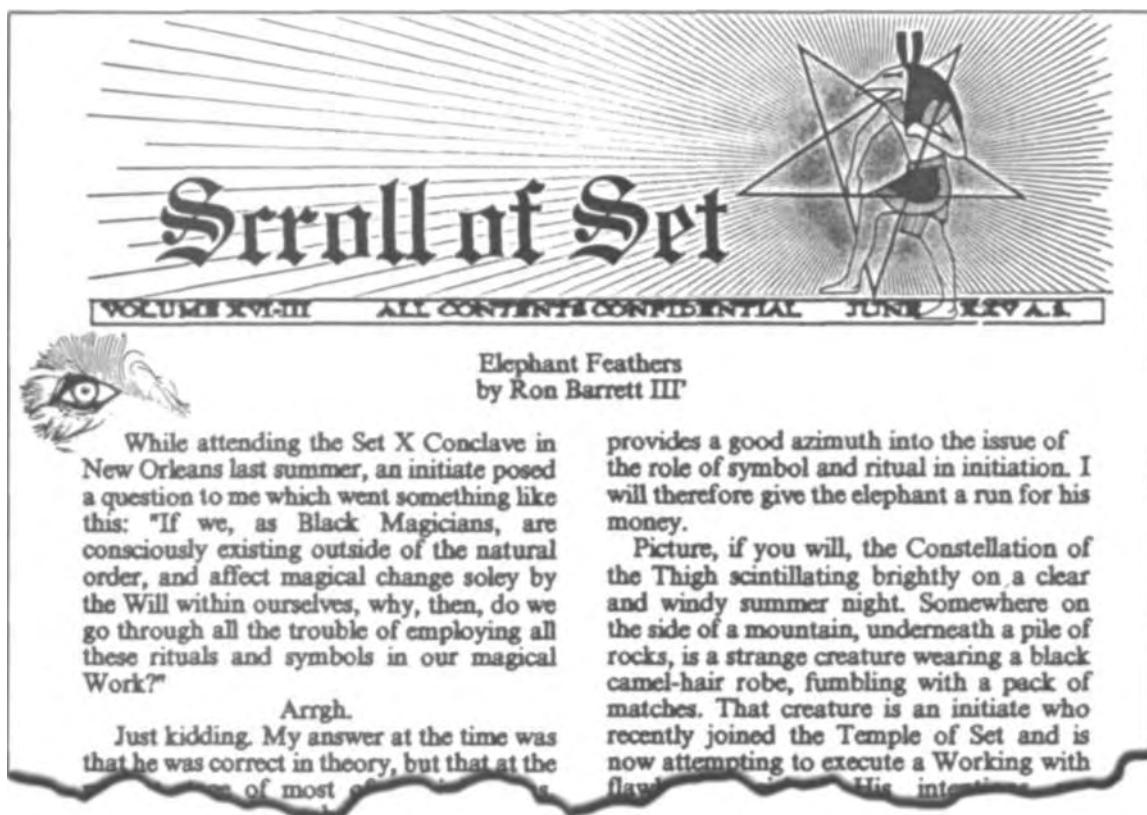 Scroll of Set
VOLUME XVI-III ALL CONTENTS CONFIDENTIAL JUNE XXV A.S.
Elephant Feathers
by Ron Barrett III'
While attending the Set X Conclave in
New Orleans last summer, an initiate posed
a question to me which went something like
this: "If we, as Black Magicians, are
consciously existing outside of the natural
order, and affect magical change soley by
the Will within ourselves, why, then, do we
go through all the trouble of employing all
these rituals and symbols in our magical
Work?"
Arrgh.
Just kidding. My answer at the time was
that he was correct in theory, but that at the
of most
provides a good azimuth into the issue of
the role of symbol and ritual in initiation. I
will therefore give the elephant a run for his
money.
Picture, if you will, the Constellation of
the Thigh scintillating brightly on a clear
and windy summer night. Somewhere on
the side of a mountain, underneath a pile of
rocks, is a strange creature wearing a black
camel-hair robe, fumbling with a pack of
matches. That creature is an initiate who
recently joined the Temple of Set and is
now attempting to execute a Working with
His